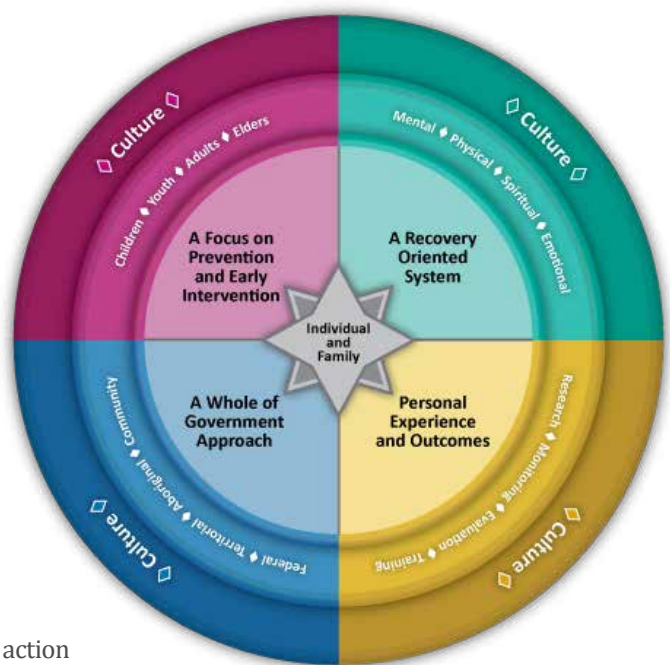 ◇ Culture ◇
Children ◆ Youth ◆ Adults ◆ Elders
A Focus on
Prevention
and Early
Intervention
◇ Culture ◇
Mental ◆ Physical ◆ Spiritual ◆ Emotional
A Recovery
Oriented
System
Individual
and
Family
A Whole of
Government
Approach
Community ◆ Aboriginal ◆ Territorial ◆ Federal
◇ Culture ◇
Personal
Experience
and Outcomes
Research ◆ Monitoring ◆ Evaluation ◆ Training
◇ Culture ◇
action